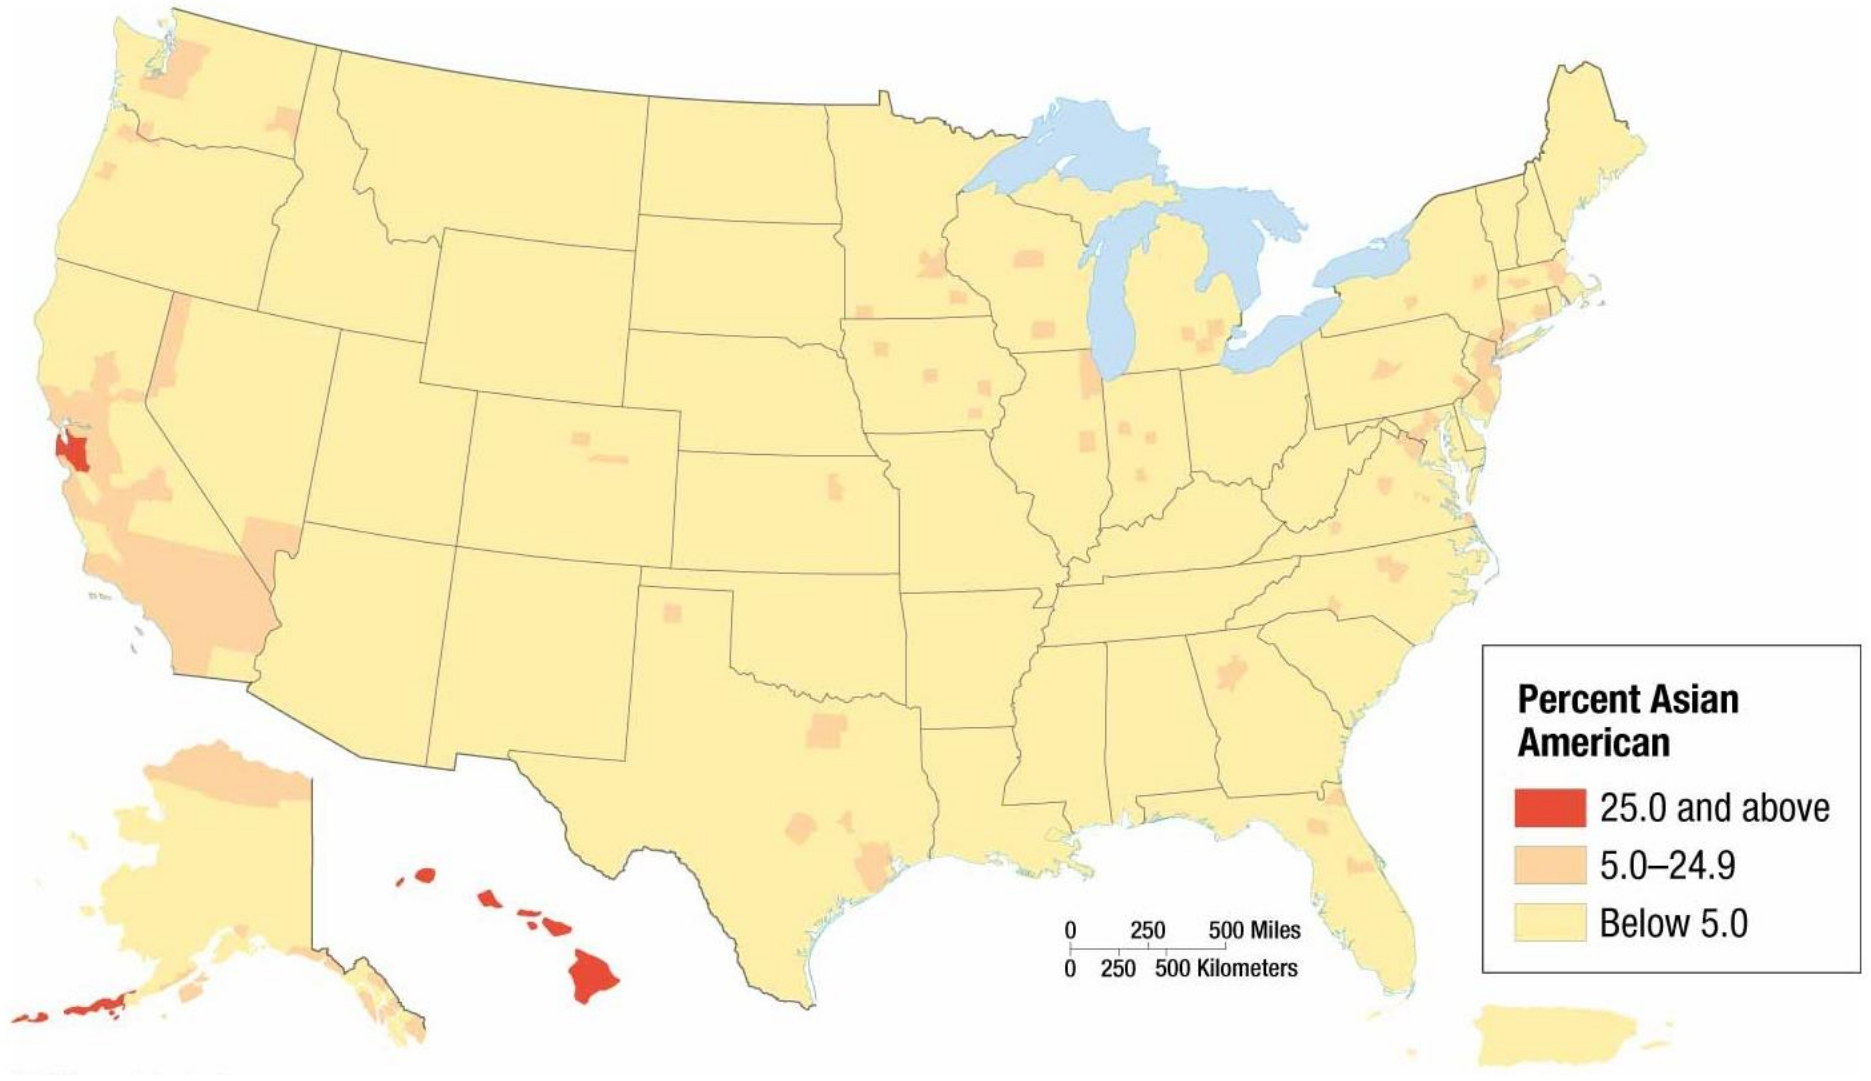 0 250 500 Miles
0 250 500 Kilometers
Percent Asian
American
25.0 and above
5.0–24.9
Below 5.0